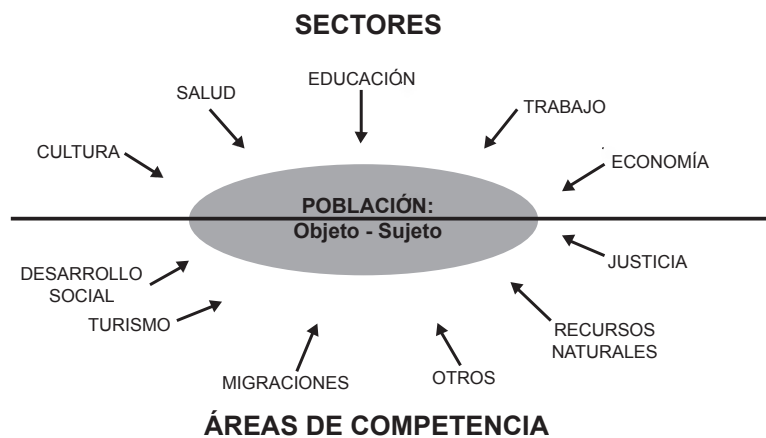 SECTORES
EDUCACIÓN
SALUD
TRABAJO
CULTURA
ECONOMÍA
POBLACIÓN:
Objeto - Sujeto
JUSTICIA
DESARROLLO
SOCIAL
TURISMO
RECURSOS
NATURALES
MIGRACIONES
OTROS
ÁREAS DE COMPETENCIA